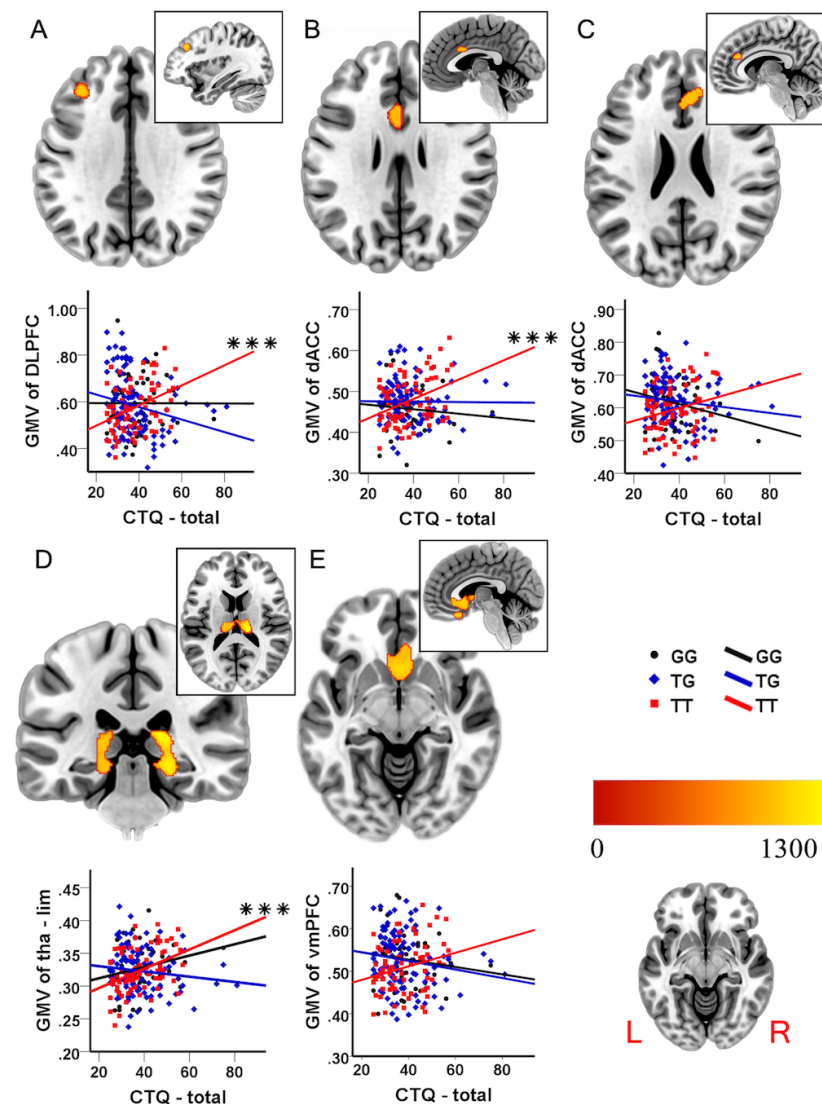 A
B
C
GMV of DLPFC
1.00
.80
.60
.40
20 40 60 80
CTQ - total
✳✳✳
GMV of dACC
.70
.60
.50
.40
.30
20 40 60 80
CTQ - total
✳✳✳
GMV of dACC
.90
.80
.70
.60
.50
.40
20 40 60 80
CTQ - total
D
E
GG GG
TG TG
TT TT
0 1300
GMV of tha - lim
.45
.40
.35
.30
.25
.20
20 40 60 80
CTQ - total
✳✳✳
GMV of vmPFC
.70
.60
.50
.40
.30
20 40 60 80
CTQ - total
L R